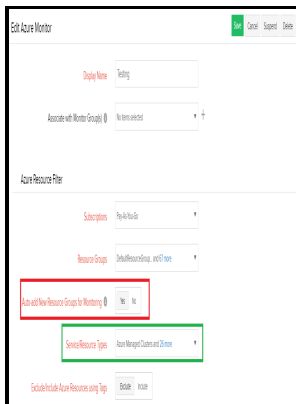 Edit Azure Monitor
Save Cancel Suspend Delete
Display Name Testing
Associate with Monitor Group(s) No items selected
Azure Resource Filter
Subscriptions Pay-As-You-Go
Resource Groups DefaultResourceGroup... and 67 more
Auto-add New Resource Groups for Monitoring Yes No
Service/Resource Types Azure Managed Clusters and 26 more
Exclude/Include Azure Resources using Tags Exclude Include